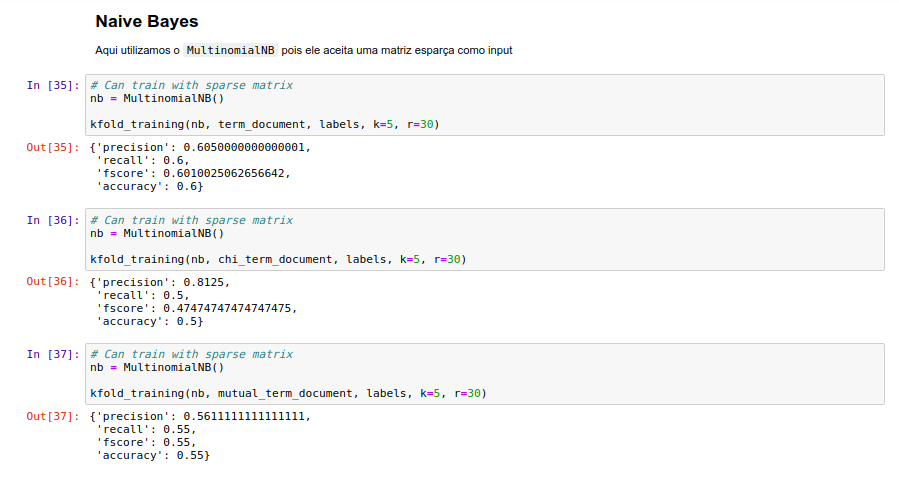 Naive Bayes
Aqui utilizamos o MultinomialNB pois ele aceita uma matriz esparça como input
In [35]: # Can train with sparse matrix
nb = MultinomialNB()
kfold_training(nb, term_document, labels, k=5, r=30)
Out[35]: {'precision': 0.6050000000000001,
'recall': 0.6,
'fscore': 0.6010025062656642,
'accuracy': 0.6}
In [36]: # Can train with sparse matrix
nb = MultinomialNB()
kfold_training(nb, chi_term_document, labels, k=5, r=30)
Out[36]: {'precision': 0.8125,
'recall': 0.5,
'fscore': 0.47474747474747475,
'accuracy': 0.5}
In [37]: # Can train with sparse matrix
nb = MultinomialNB()
kfold_training(nb, mutual_term_document, labels, k=5, r=30)
Out[37]: {'precision': 0.5611111111111111,
'recall': 0.55,
'fscore': 0.55,
'accuracy': 0.55}